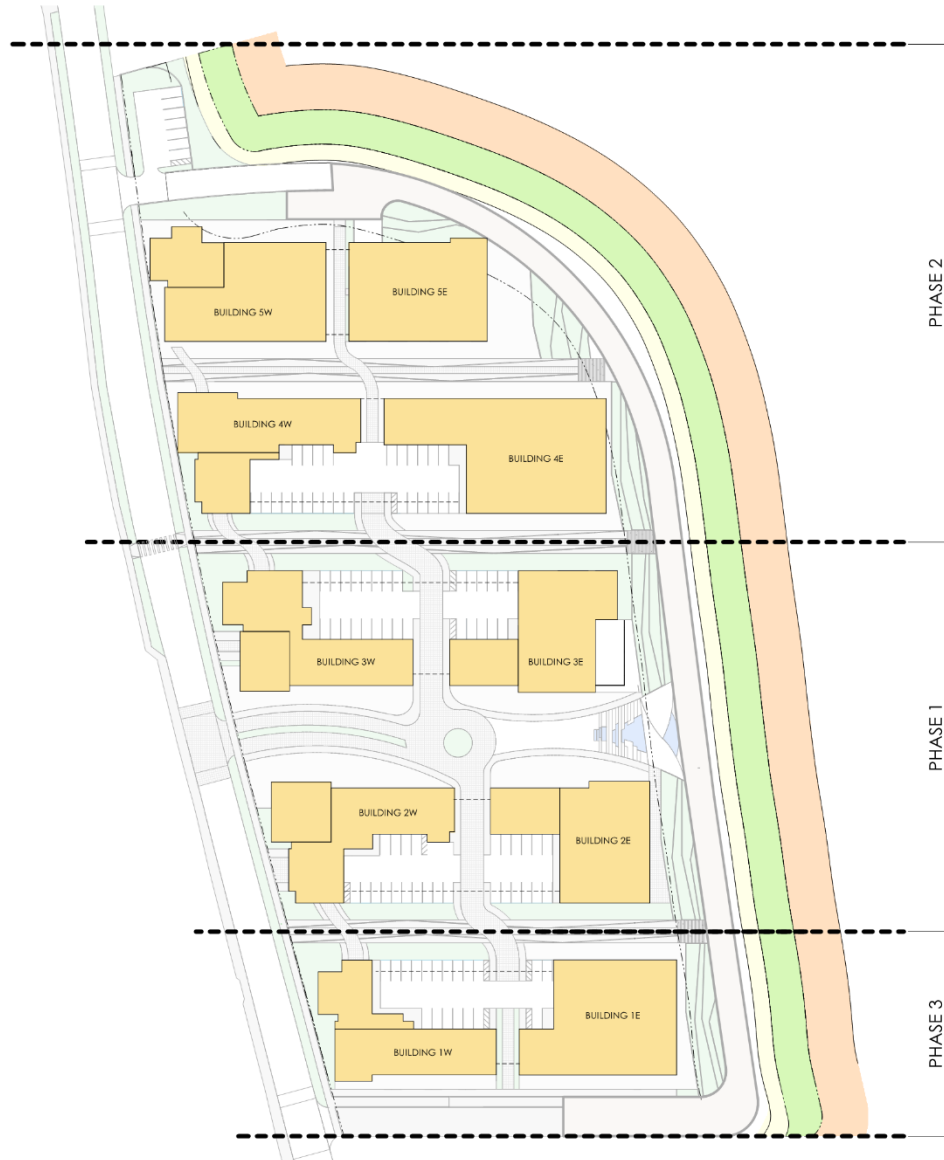 PHASE 2
BUILDING 5E
BUILDING 5W
BUILDING 4W
BUILDING 4E
PHASE 1
BUILDING 3W
BUILDING 3E
BUILDING 2W
BUILDING 2E
PHASE 3
BUILDING 1E
BUILDING 1W